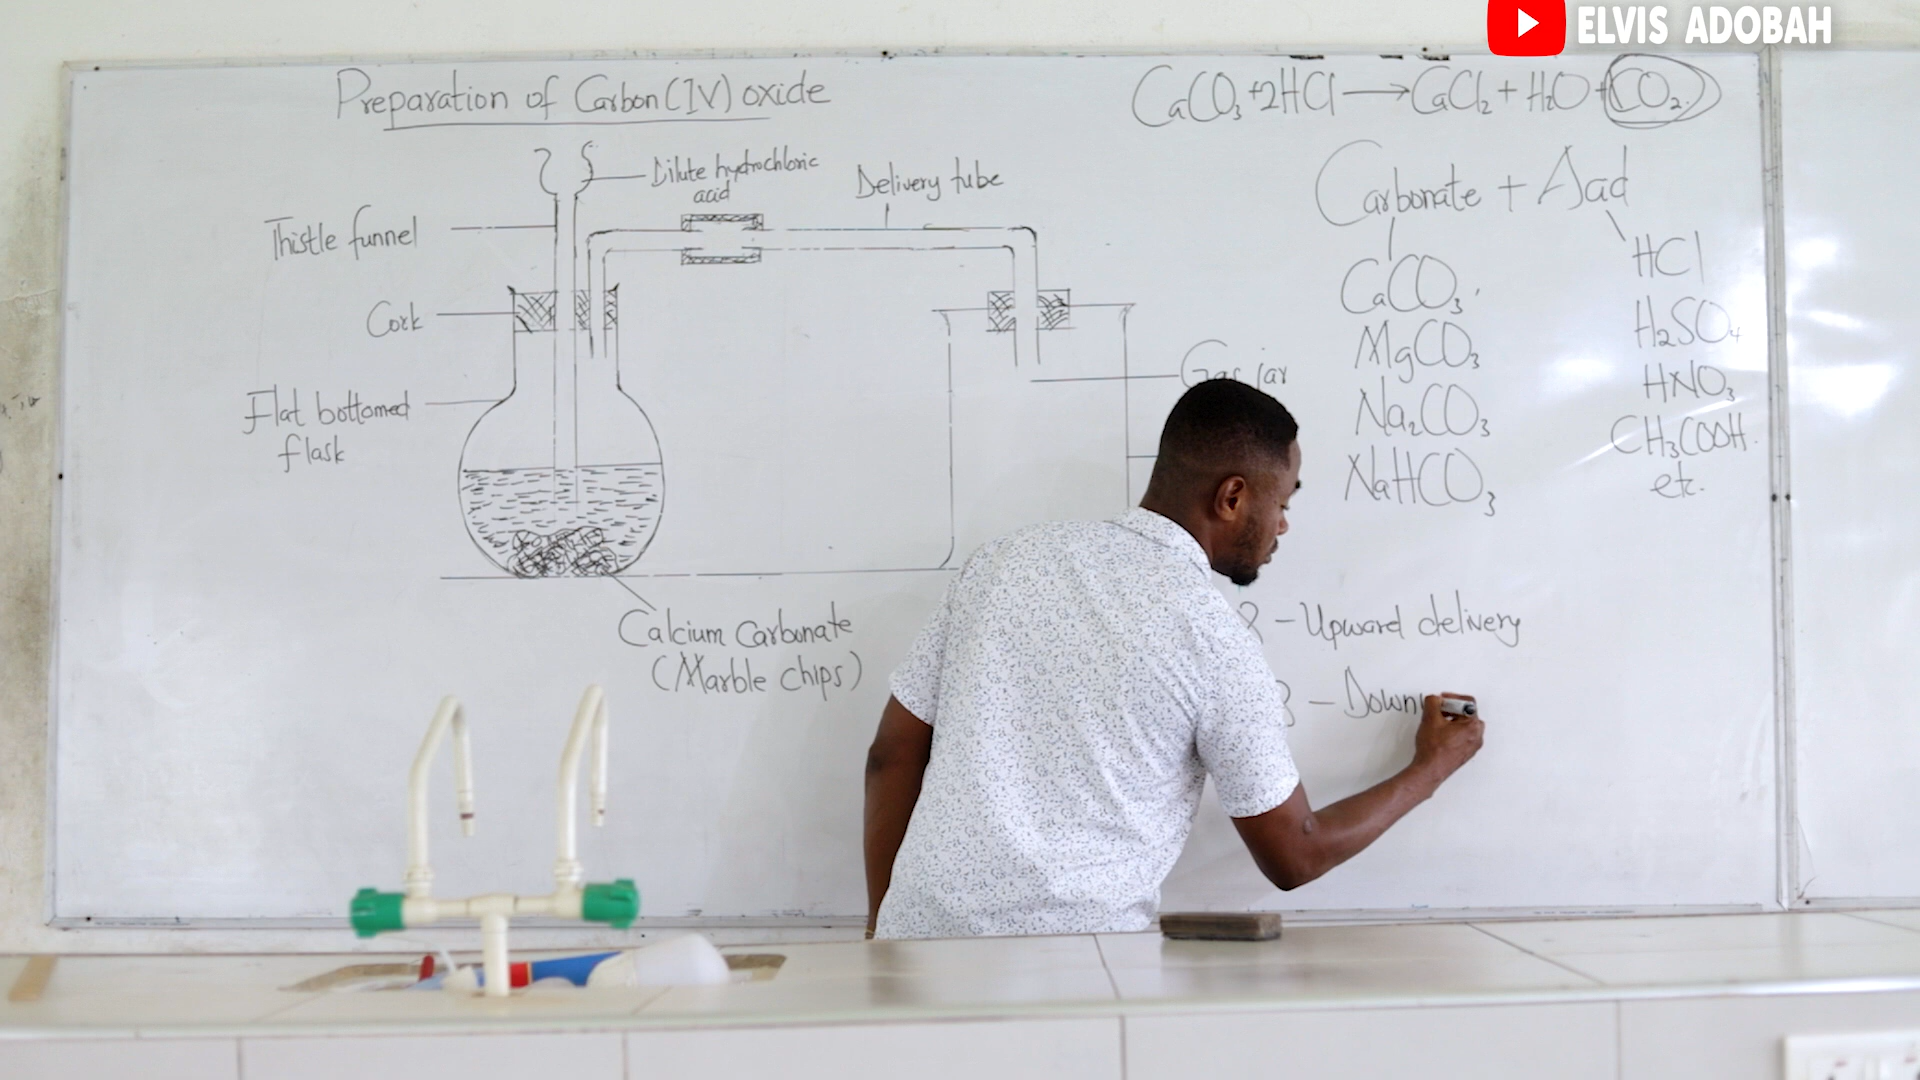 ELVIS ADOBAH
Preparation of Carbon(IV) oxide
CaCO₃+2HCl→CaCl₂+H₂O+CO₂
Dilute hydrochloric
acid
Delivery tube
Thistle funnel
Cork
Flat bottomed
flask
Gas jar
Calcium Carbonate
(Marble chips)
Carbonate + Acid
CaCO₃
MgCO₃
Na₂CO₃
NaHCO₃
HCl
H₂SO₄
HNO₃
CH₃COOH
etc.
- Upward delivery
- Down